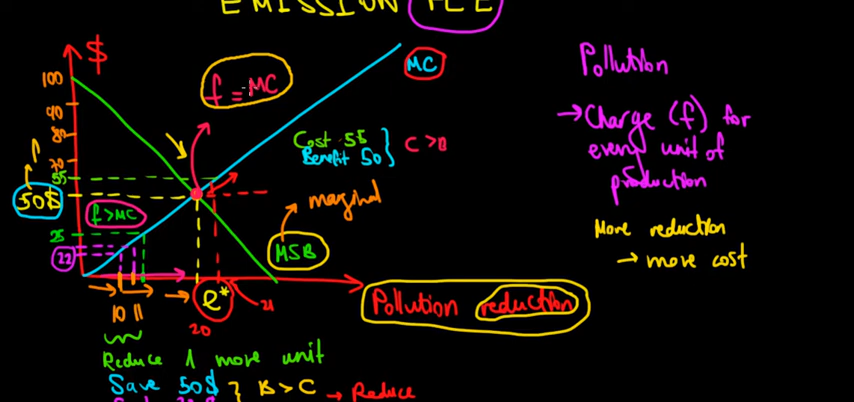 EMISSION FEE
$
100
90
80
70
55
50$
25
22
f = MC
MC
Cost 55
Benefit 50
C > B
marginal
f > MC
MSB
10
11
e*
20
21
Pollution reduction
Reduce 1 more unit
Save 50$
B > C
→ Reduce
Pollution
→ Charge (f) for
every unit of
production
More reduction
→ more cost